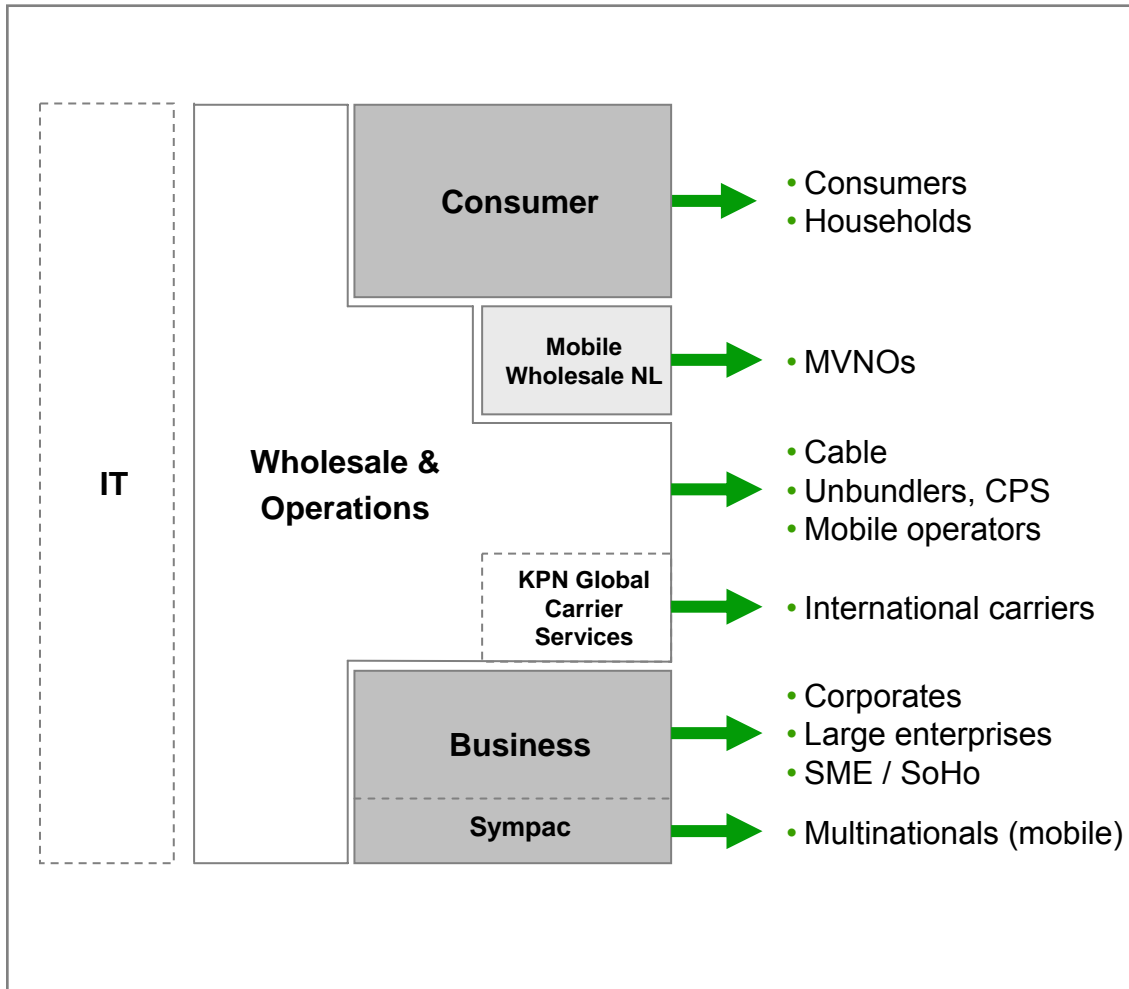 IT
Wholesale &
Operations
Consumer
• Consumers
• Households
Mobile
Wholesale NL
• MVNOs
• Cable
• Unbundlers, CPS
• Mobile operators
KPN Global
Carrier
Services
• International carriers
Business
• Corporates
• Large enterprises
• SME / SoHo
Sympac
• Multinationals (mobile)